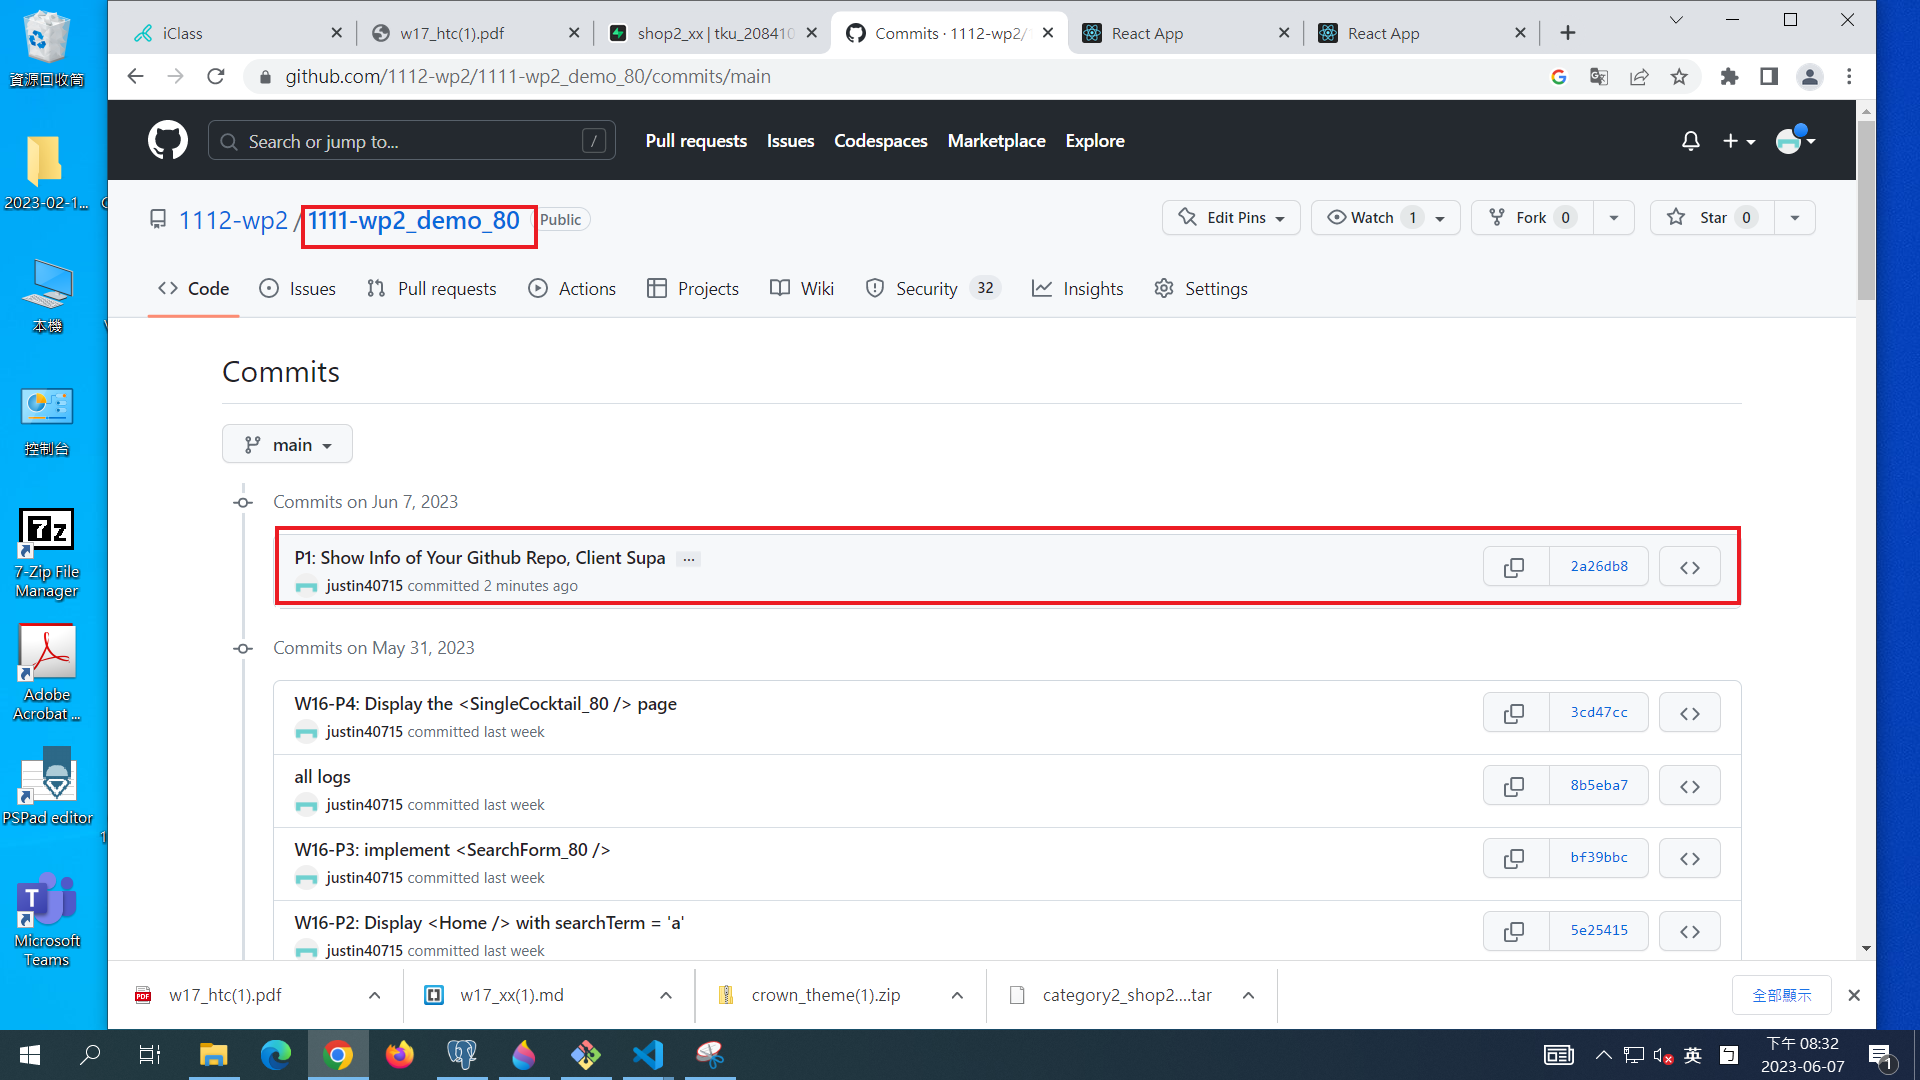 iClass
w17_htc(1).pdf
shop2_xx | tku_208410
Commits · 1112-wp2/
React App
React App
github.com/1112-wp2/1111-wp2_demo_80/commits/main
Search or jump to...
/
Pull requests
Issues
Codespaces
Marketplace
Explore
1112-wp2 / 1111-wp2_demo_80
Public
Edit Pins
Watch 1
Fork 0
Star 0
Code
Issues
Pull requests
Actions
Projects
Wiki
Security 32
Insights
Settings
Commits
main
Commits on Jun 7, 2023
P1: Show Info of Your Github Repo, Client Supa ...
justin40715 committed 2 minutes ago
2a26db8
Commits on May 31, 2023
W16-P4: Display the <SingleCocktail_80 /> page
justin40715 committed last week
3cd47cc
all logs
justin40715 committed last week
8b5eba7
W16-P3: implement <SearchForm_80 />
justin40715 committed last week
bf39bbc
W16-P2: Display <Home /> with searchTerm = 'a'
justin40715 committed last week
5e25415
資源回收筒
2023-02-1...
本機
控制台
7-Zip File
Manager
Adobe
Acrobat ...
PSPad editor
Microsoft
Teams
w17_htc(1).pdf
w17_xx(1).md
crown_theme(1).zip
category2_shop2....tar
全部顯示
英
下午 08:32
2023-06-07
1